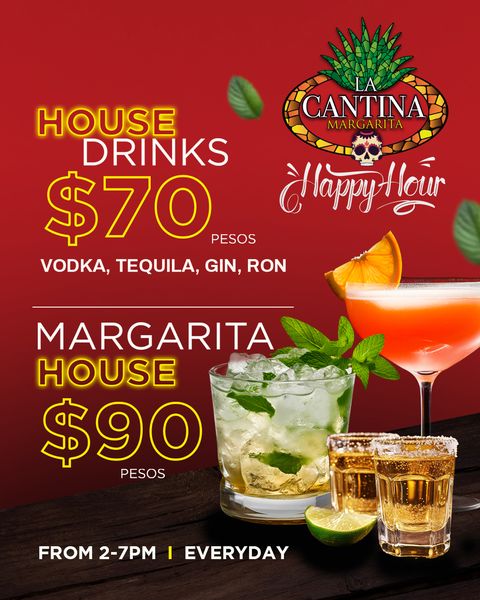 LA
CANTINA
MARGARITA
Happy Hour
HOUSE
DRINKS
$70
PESOS
VODKA, TEQUILA, GIN, RON
MARGARITA
HOUSE
$90
PESOS
FROM 2-7PM I EVERYDAY